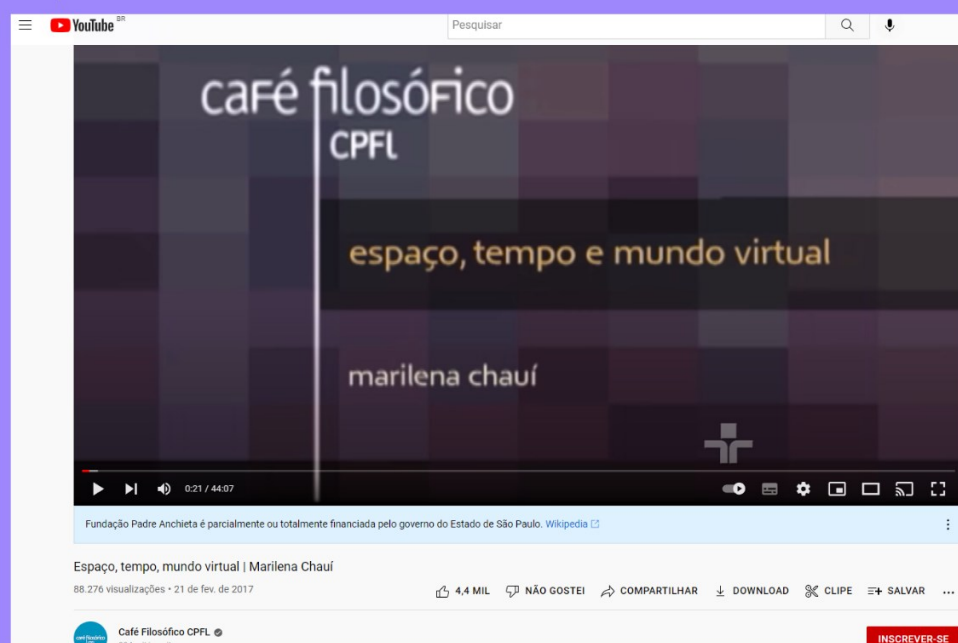 YouTube BR
Pesquisar
café filosófico
CPFL
espaço, tempo e mundo virtual
marilena chauí
0:21 / 44:07
Fundação Padre Anchieta é parcialmente ou totalmente financiada pelo governo do Estado de São Paulo. Wikipedia
Espaço, tempo, mundo virtual | Marilena Chauí
88.276 visualizações • 21 de fev. de 2017
4,4 MIL NÃO GOSTEI COMPARTILHAR DOWNLOAD CLIPE SALVAR ...
Café Filosófico CPFL
INSCREVER-SE